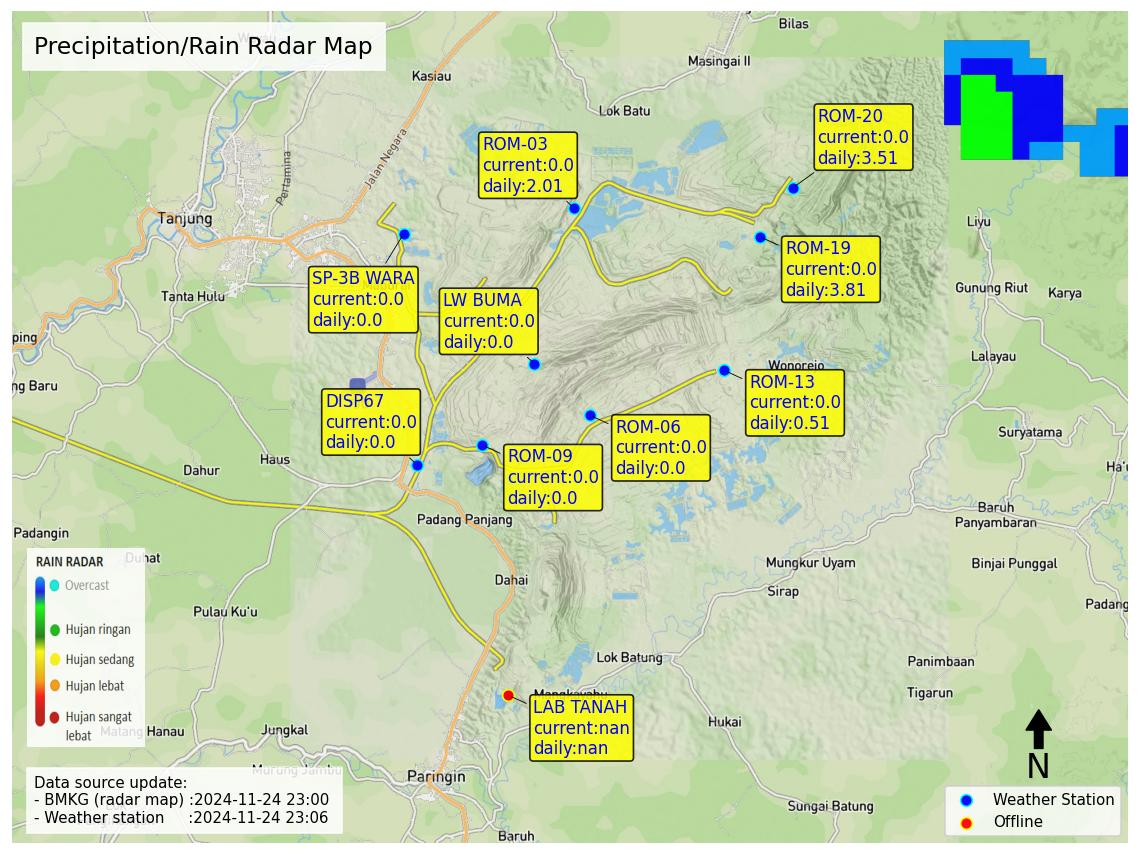 Precipitation/Rain Radar Map
Bilas
Masingai II
Kasiau
Lok Batu
ROM-20
current:0.0
daily:3.51
ROM-03
current:0.0
daily:2.01
Jalan Negara
Pertamina
Tanjung
Liyu
ROM-19
current:0.0
daily:3.81
SP-3B WARA
current:0.0
daily:0.0
LW BUMA
current:0.0
daily:0.0
Tanta Hulu
Gunung Riut
Karya
ping
Lalayau
Wonorejo
ng Baru
ROM-13
current:0.0
daily:0.51
DISP67
current:0.0
daily:0.0
ROM-06
current:0.0
daily:0.0
Suryatama
ROM-09
current:0.0
daily:0.0
Haus
Dahur
Ha'u
Baruh
Panyambaran
Padang Panjang
Padangin
Duhat
Mungkur Uyam
Binjai Punggal
Dahai
Sirap
Padang
Pulau Ku'u
RAIN RADAR
Overcast
Hujan ringan
Hujan sedang
Hujan lebat
Hujan sangat
lebat
Lok Batung
Panimbaan
Tigarun
Mangkayahu
LAB TANAH
current:nan
daily:nan
Hukai
Matang Hanau
Jungkal
Murung Jambu
Paringin
N
Data source update:
- BMKG (radar map) :2024-11-24 23:00
- Weather station :2024-11-24 23:06
Sungai Batung
Baruh
Weather Station
Offline